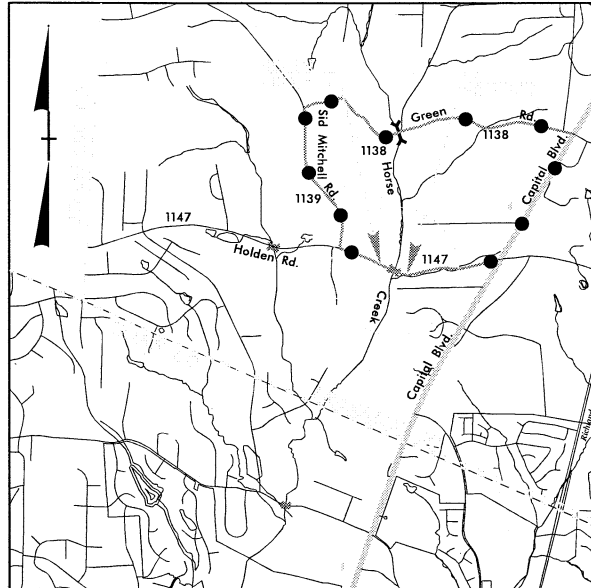 Green
Rd.
1138
1138
Sid Mitchell Rd
Horse
Capital Blvd.
1139
1147
Holden Rd.
1147
Creek
Capital Blvd.